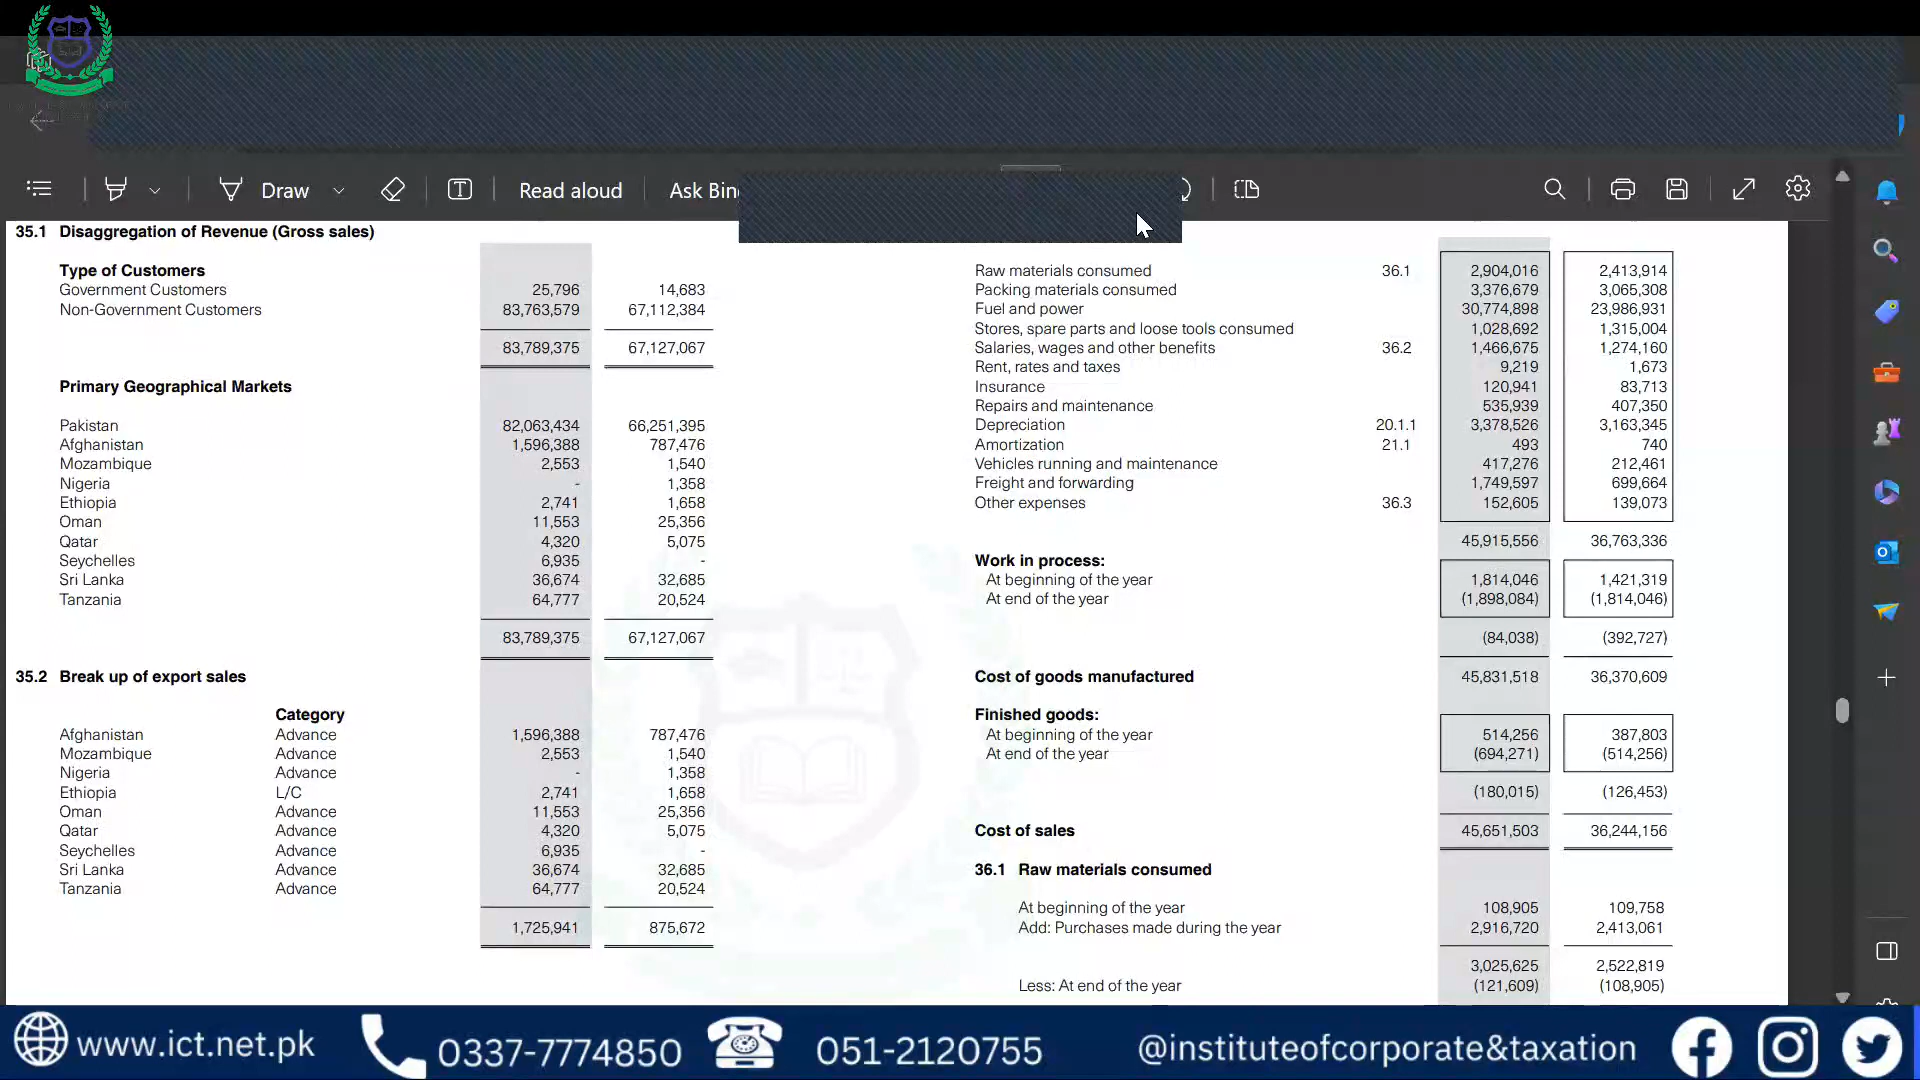 Draw
Read aloud
Ask Bin
35.1 Disaggregation of Revenue (Gross sales)
Type of Customers
Government Customers 25,796 14,683
Non-Government Customers 83,763,579 67,112,384
83,789,375 67,127,067
Primary Geographical Markets
Pakistan 82,063,434 66,251,395
Afghanistan 1,596,388 787,476
Mozambique 2,553 1,540
Nigeria - 1,358
Ethiopia 2,741 1,658
Oman 11,553 25,356
Qatar 4,320 5,075
Seychelles 6,935 -
Sri Lanka 36,674 32,685
Tanzania 64,777 20,524
83,789,375 67,127,067
35.2 Break up of export sales
Category
Afghanistan Advance 1,596,388 787,476
Mozambique Advance 2,553 1,540
Nigeria Advance - 1,358
Ethiopia L/C 2,741 1,658
Oman Advance 11,553 25,356
Qatar Advance 4,320 5,075
Seychelles Advance 6,935 -
Sri Lanka Advance 36,674 32,685
Tanzania Advance 64,777 20,524
1,725,941 875,672
Raw materials consumed 36.1 2,904,016 2,413,914
Packing materials consumed 3,376,679 3,065,308
Fuel and power 30,774,898 23,986,931
Stores, spare parts and loose tools consumed 1,028,692 1,315,004
Salaries, wages and other benefits 36.2 1,466,675 1,274,160
Rent, rates and taxes 9,219 1,673
Insurance 120,941 83,713
Repairs and maintenance 535,939 407,350
Depreciation 20.1.1 3,378,526 3,163,345
Amortization 21.1 493 740
Vehicles running and maintenance 417,276 212,461
Freight and forwarding 1,749,597 699,664
Other expenses 36.3 152,605 139,073
45,915,556 36,763,336
Work in process:
At beginning of the year 1,814,046 1,421,319
At end of the year (1,898,084) (1,814,046)
(84,038) (392,727)
Cost of goods manufactured 45,831,518 36,370,609
Finished goods:
At beginning of the year 514,256 387,803
At end of the year (694,271) (514,256)
(180,015) (126,453)
Cost of sales 45,651,503 36,244,156
36.1 Raw materials consumed
At beginning of the year 108,905 109,758
Add: Purchases made during the year 2,916,720 2,413,061
3,025,625 2,522,819
Less: At end of the year (121,609) (108,905)
www.ict.net.pk 0337-7774850 051-2120755 @instituteofcorporate&taxation